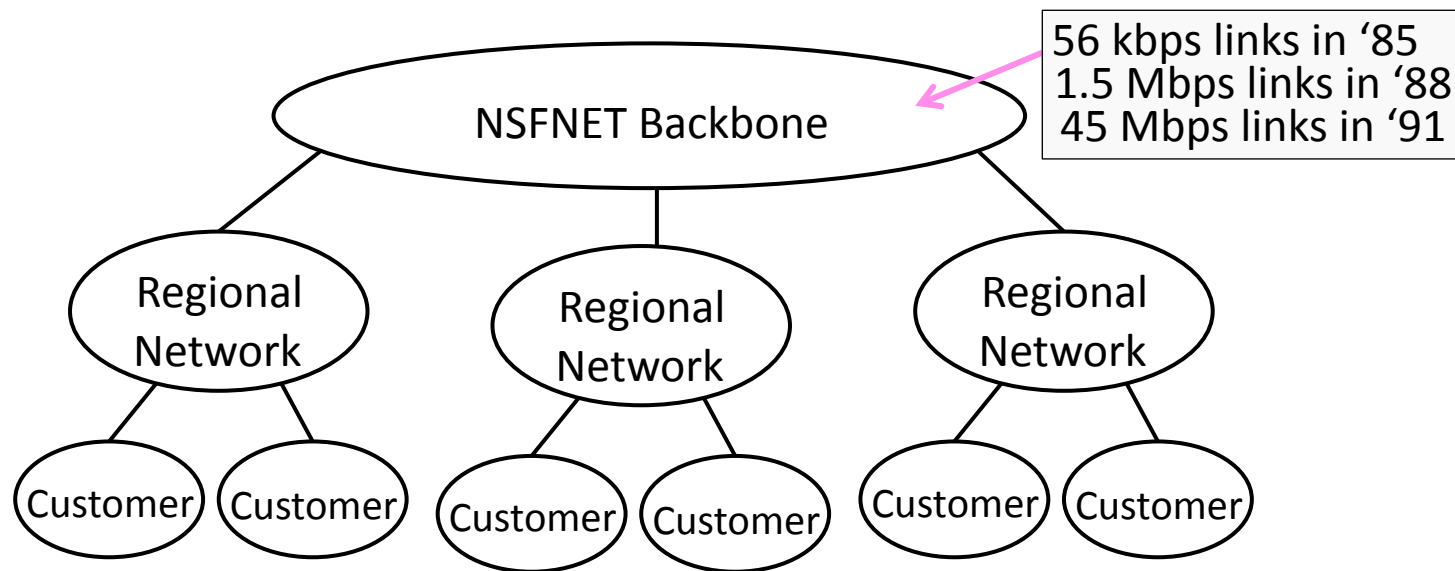 56 kbps links in ‘85
1.5 Mbps links in ‘88
45 Mbps links in ‘91
NSFNET Backbone
Regional
Network
Regional
Network
Regional
Network
Customer
Customer
Customer
Customer
Customer
Customer